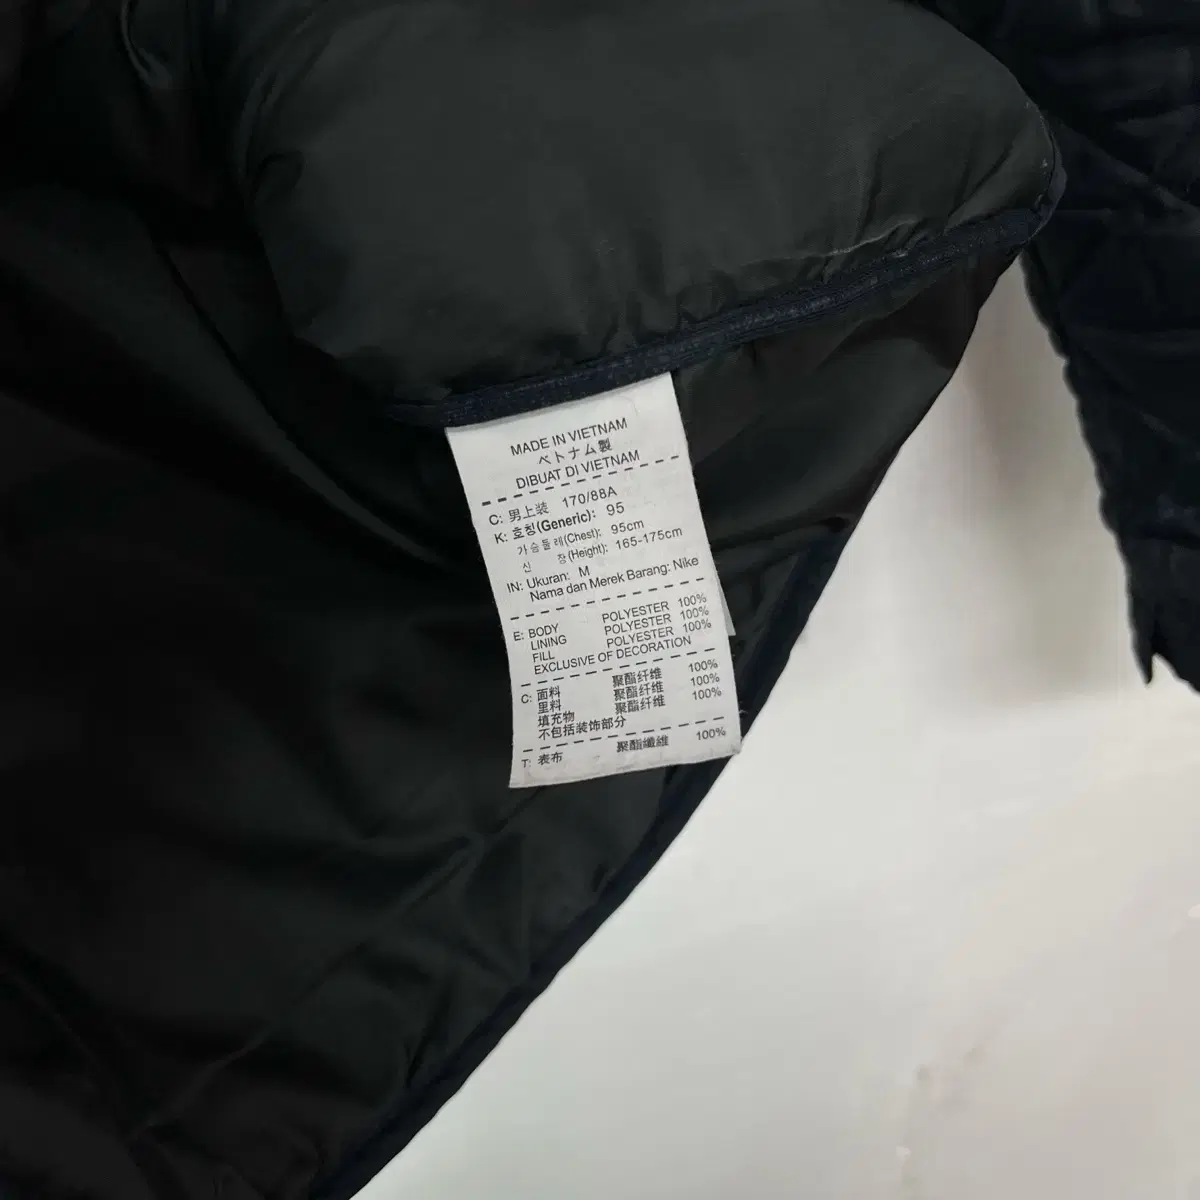 MADE IN VIETNAM
ベトナム製
DIBUAT DI VIETNAM
C: 男上装 170/88A
K: 호칭(Generic): 95
가슴둘레(Chest): 95cm
신 장(Height): 165-175cm
IN: Ukuran: M
Nama dan Merek Barang: Nike
E: BODY POLYESTER 100%
LINING POLYESTER 100%
FILL POLYESTER 100%
EXCLUSIVE OF DECORATION
C: 面料 聚酯纤维 100%
里料 聚酯纤维 100%
填充物 聚酯纤维 100%
不包括装饰部分
T: 表布 聚酯纖維 100%